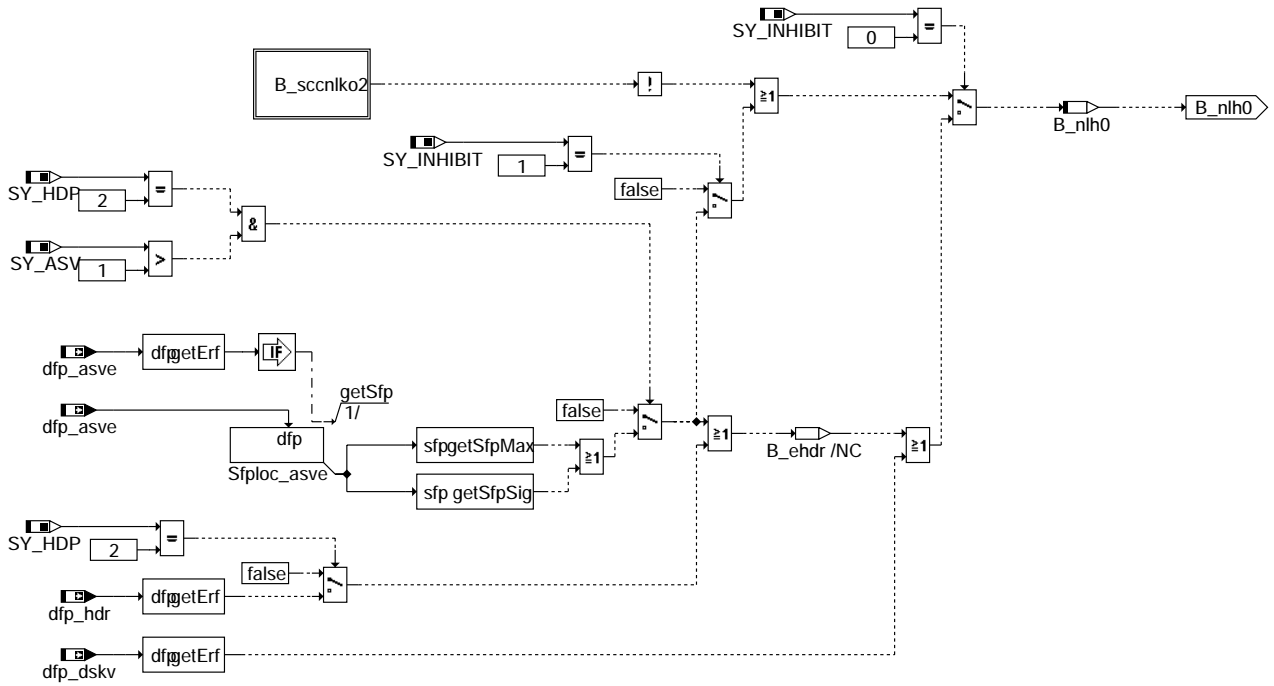 SY_INHIBIT
0
=
B_sccnlko2
!
≥1
B_nlh0
B_nlh0
SY_INHIBIT
1
=
false
SY_HDP
2
=
&
SY_ASV
1
>
dfp_asve
dfpgetErf
IF
getSfp
1/
dfp_asve
dfp
Sfploc_asve
sfpgetSfpMax
sfp getSfpSig
≥1
false
≥1
B_ehdr /NC
≥1
SY_HDP
2
=
false
dfp_hdr
dfpgetErf
dfp_dskv
dfpgetErf